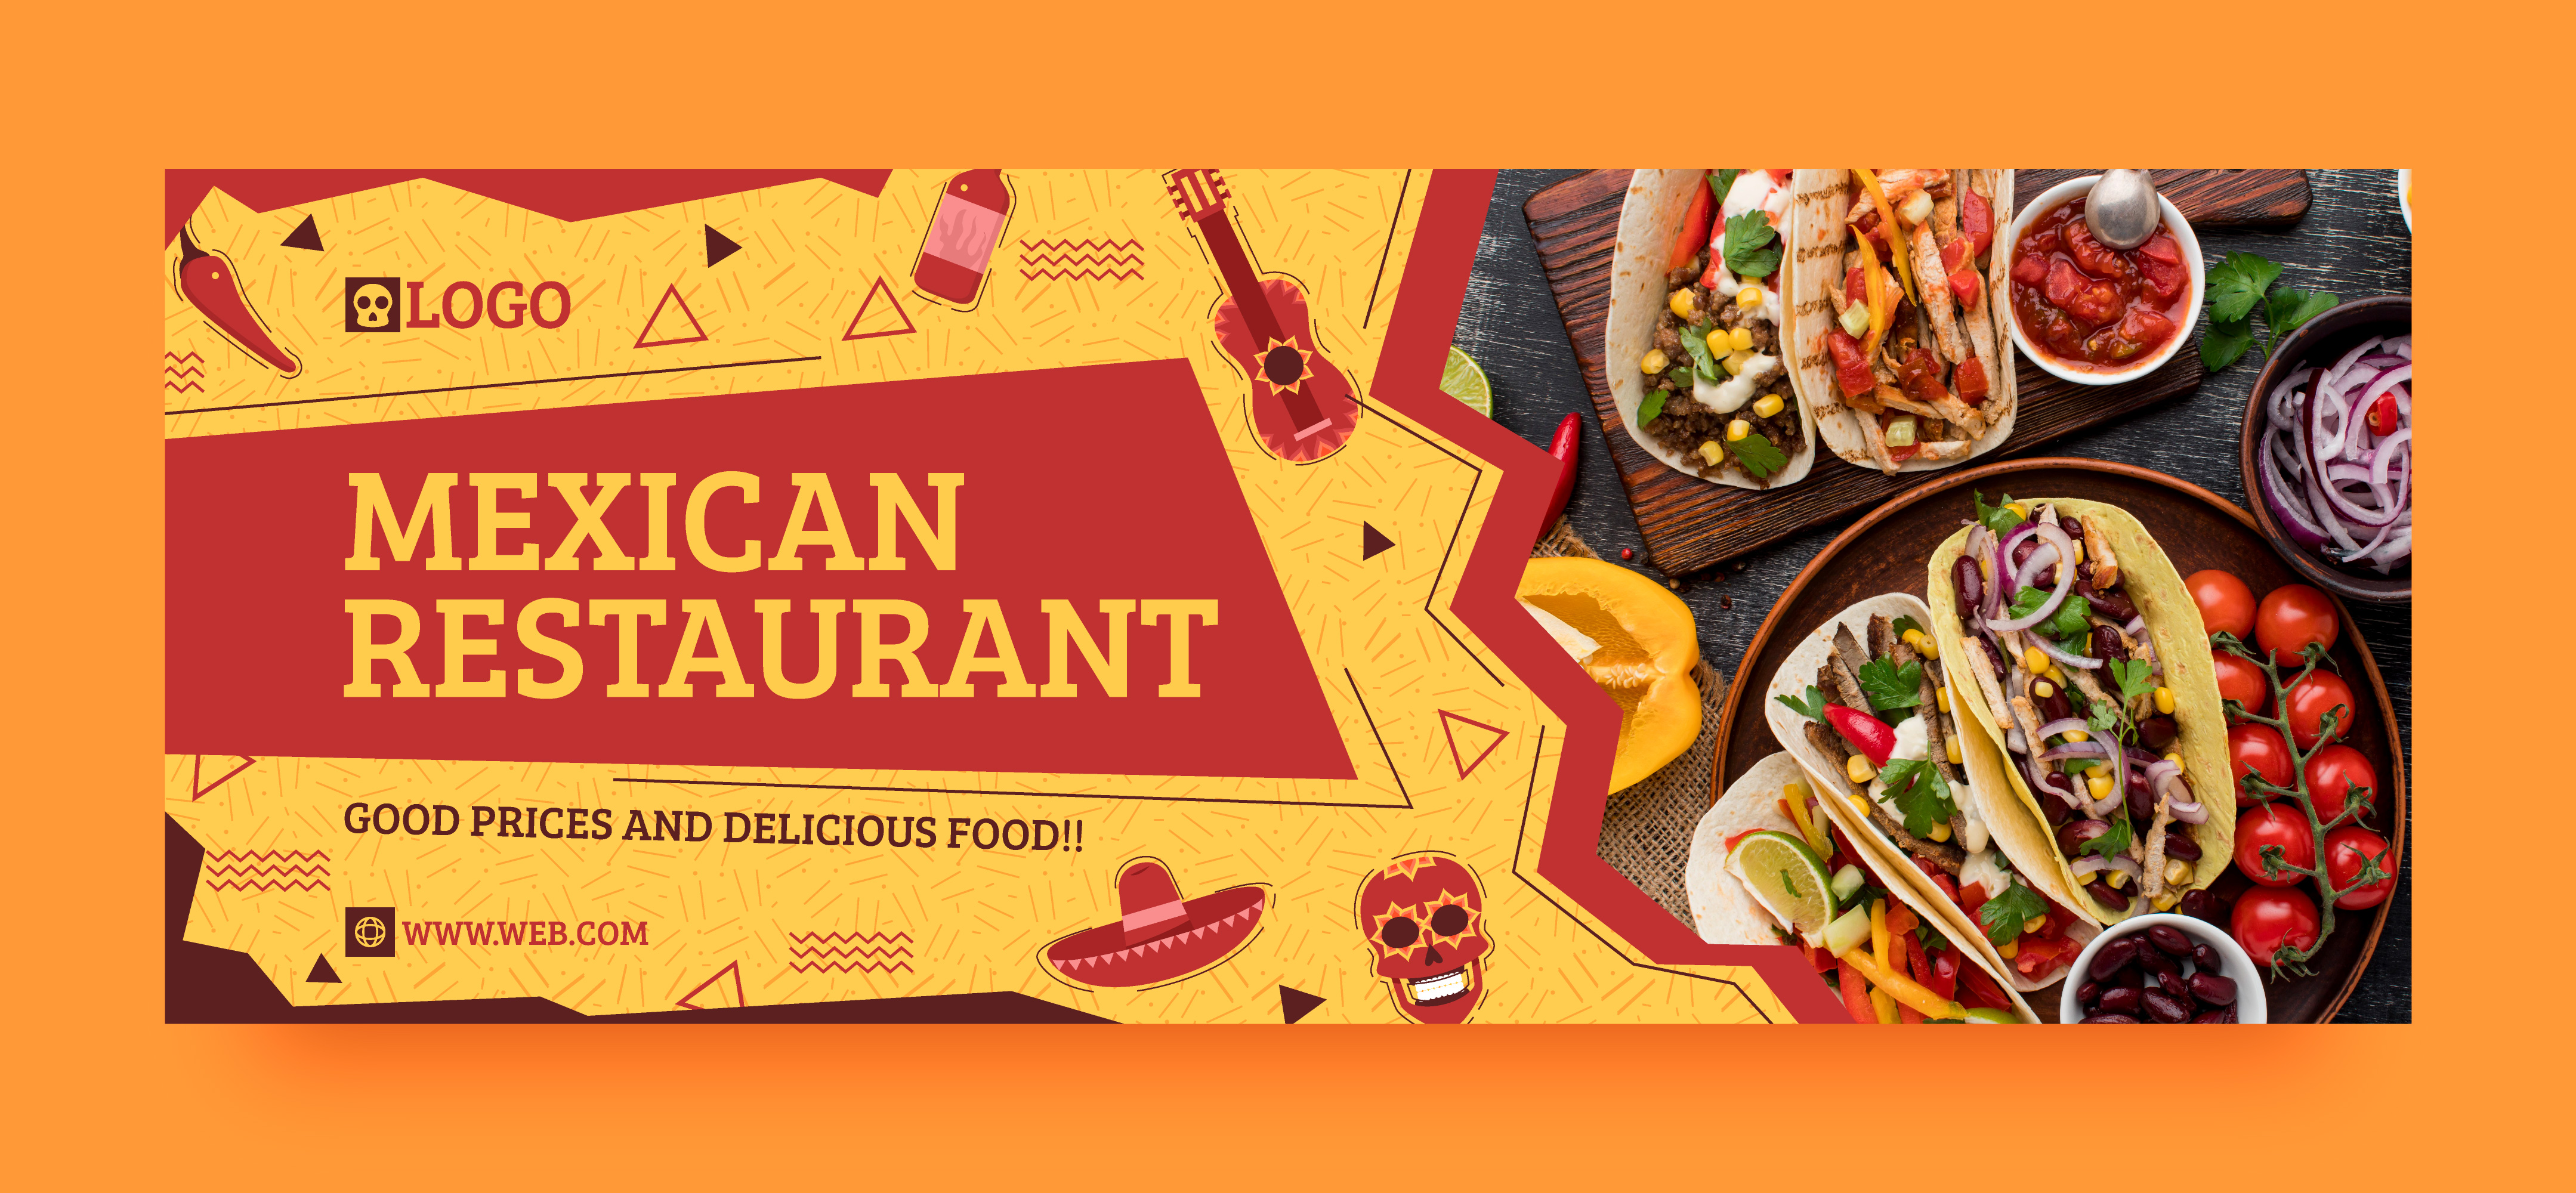 LOGO
MEXICAN
RESTAURANT
GOOD PRICES AND DELICIOUS FOOD!!
WWW.WEB.COM